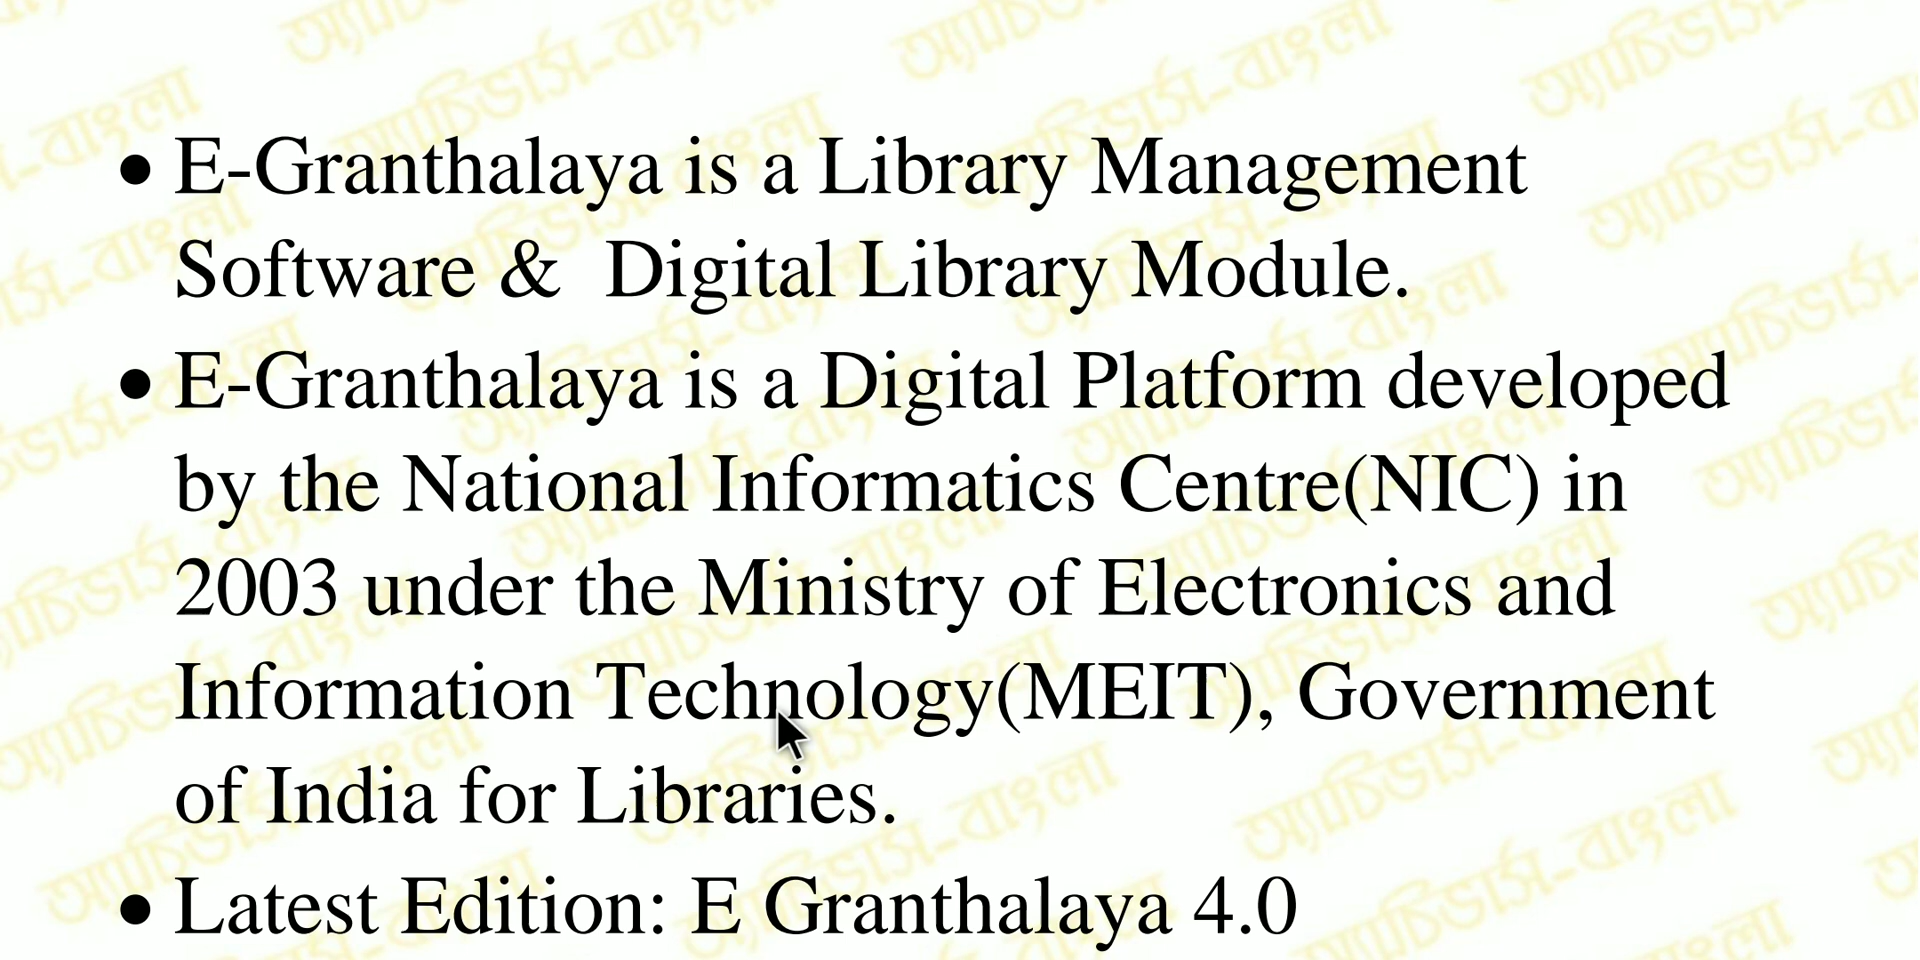 • E-Granthalaya is a Library Management
Software &  Digital Library Module.
• E-Granthalaya is a Digital Platform developed
by the National Informatics Centre(NIC) in
2003 under the Ministry of Electronics and
Information Technology(MEIT), Government
of India for Libraries.
• Latest Edition: E Granthalaya 4.0